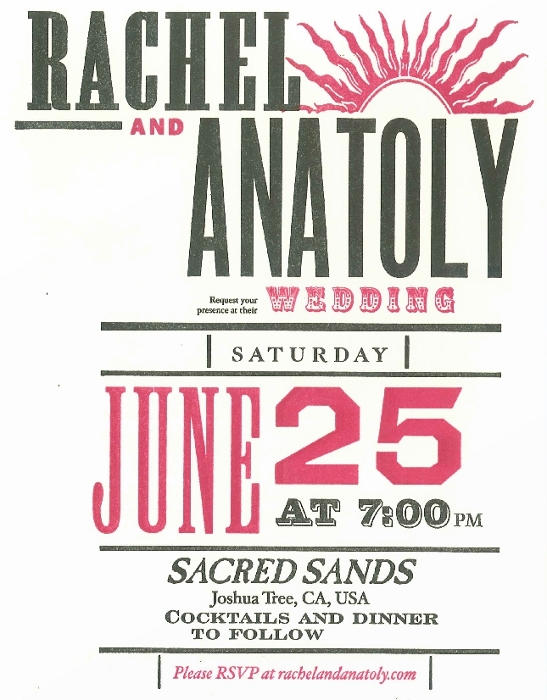 RACHEL
AND
ANATOLY
Request your
presence at their
WEDDING
SATURDAY
JUNE 25
AT 7:00 PM
SACRED SANDS
Joshua Tree, CA, USA
COCKTAILS AND DINNER
TO FOLLOW
Please RSVP at rachelandanatoly.com